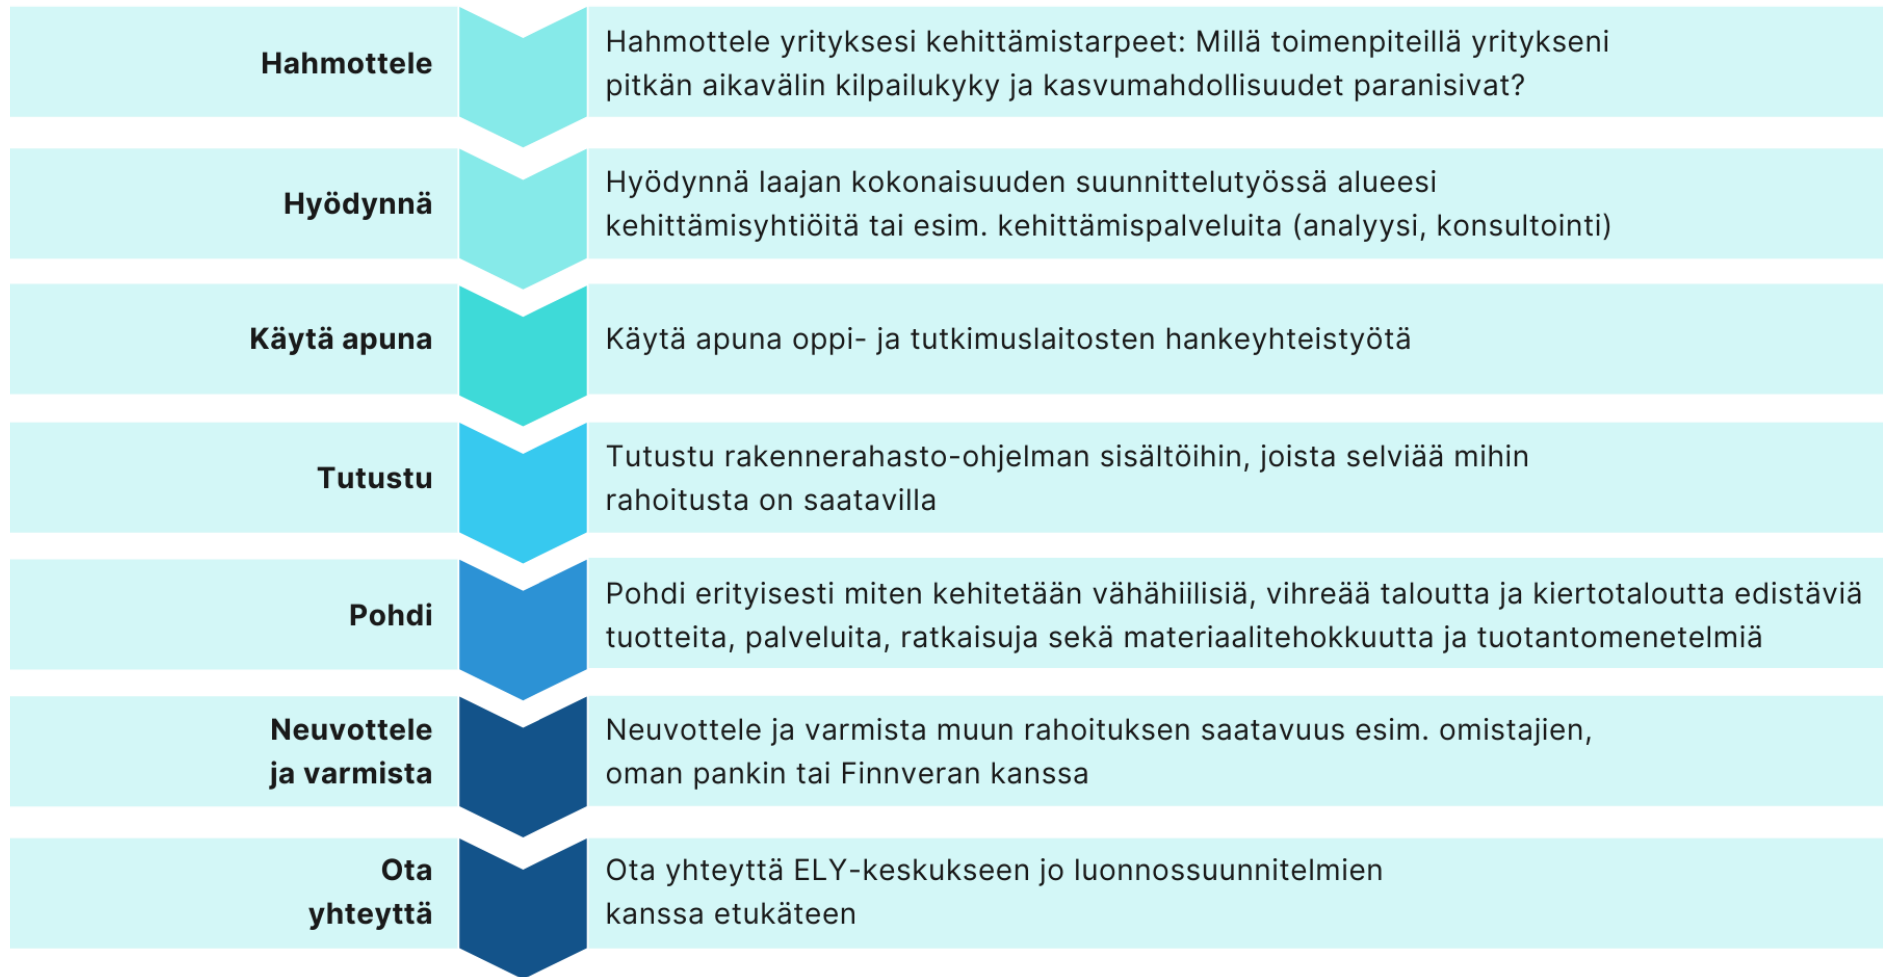 Hahmottele
Hahmottele yrityksesi kehittämistarpeet: Millä toimenpiteillä yritykseni
pitkän aikavälin kilpailukyky ja kasvumahdollisuudet paranisivat?
Hyödynnä
Hyödynnä laajan kokonaisuuden suunnittelutyössä alueesi
kehittämisyhtiöitä tai esim. kehittämispalveluita (analyysi, konsultointi)
Käytä apuna
Käytä apuna oppi- ja tutkimuslaitosten hankeyhteistyötä
Tutustu
Tutustu rakennerahasto-ohjelman sisältöihin, joista selviää mihin
rahoitusta on saatavilla
Pohdi
Pohdi erityisesti miten kehitetään vähähiilisiä, vihreää taloutta ja kiertotaloutta edistäviä
tuotteita, palveluita, ratkaisuja sekä materiaalitehokkuutta ja tuotantomenetelmiä
Neuvottele
ja varmista
Neuvottele ja varmista muun rahoituksen saatavuus esim. omistajien,
oman pankin tai Finnveran kanssa
Ota
yhteyttä
Ota yhteyttä ELY-keskukseen jo luonnossuunnitelmien
kanssa etukäteen